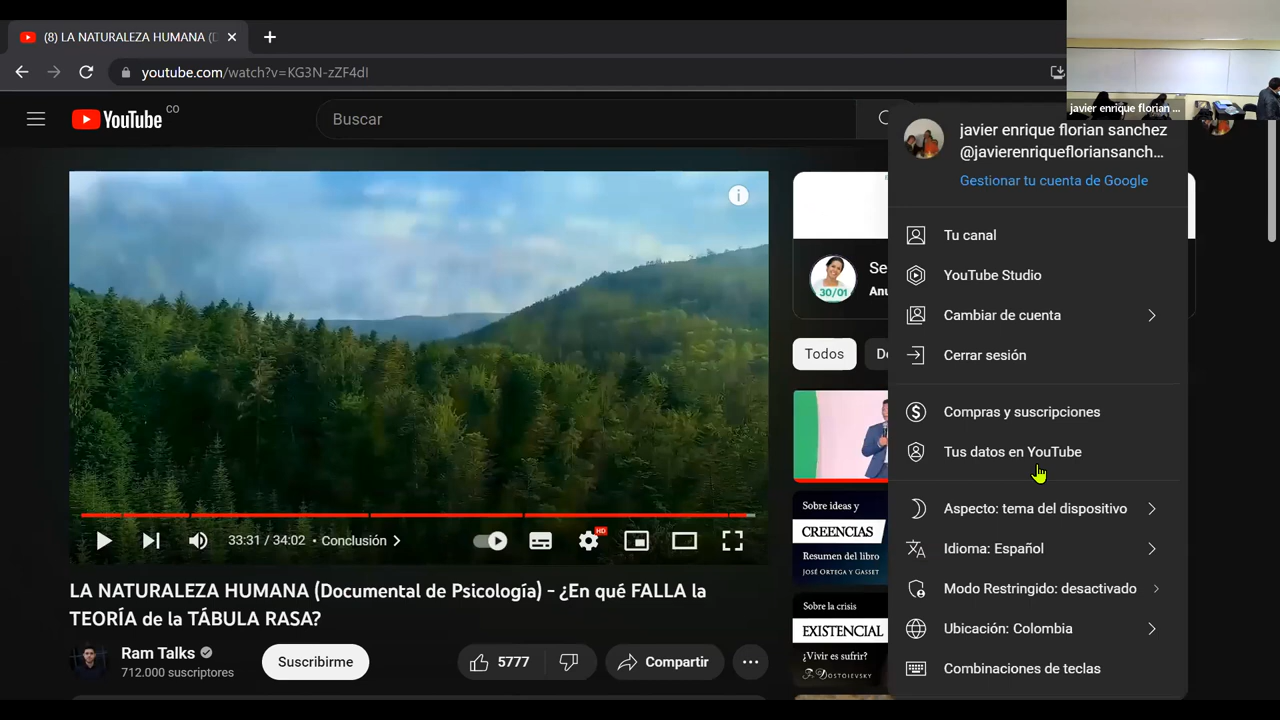 (8) LA NATURALEZA HUMANA (D
youtube.com/watch?v=KG3N-zZF4dI
javier enrique florian ...
YouTube CO
Buscar
javier enrique florian sanchez
@javierenriquefloriansanch...
Gestionar tu cuenta de Google
Tu canal
YouTube Studio
Cambiar de cuenta
Cerrar sesión
Compras y suscripciones
Tus datos en YouTube
Aspecto: tema del dispositivo
Idioma: Español
Modo Restringido: desactivado
Ubicación: Colombia
Combinaciones de teclas
30/01
Se
Anu
Todos
De
Sobre ideas y
CREENCIAS
Resumen del libro
JOSÉ ORTEGA Y GASSET
Sobre la crisis
EXISTENCIAL
¿Vivir es sufrir?
F. DOSTOIEVSKY
33:31 / 34:02 • Conclusión
HD
LA NATURALEZA HUMANA (Documental de Psicología) - ¿En qué FALLA la
TEORÍA de la TÁBULA RASA?
Ram Talks
712.000 suscriptores
Suscribirme
5777
Compartir